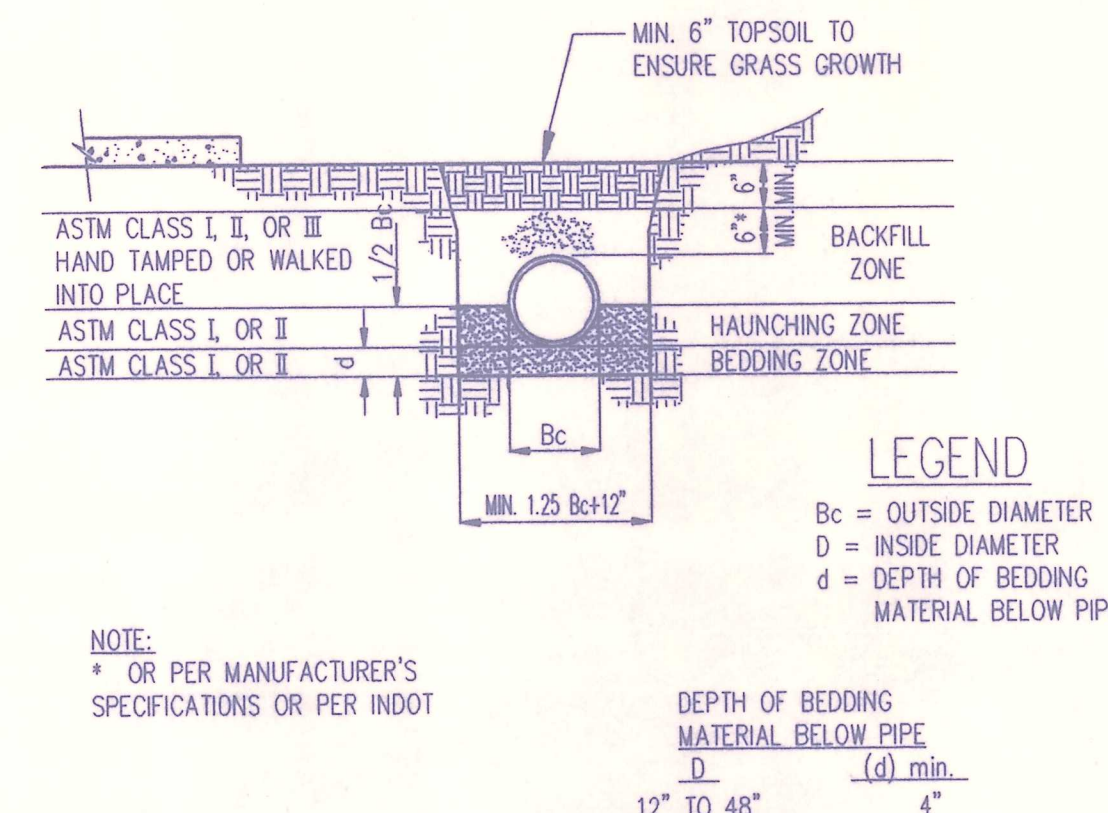 MIN. 6" TOPSOIL TO
ENSURE GRASS GROWTH
6"
MIN.
6"*
MIN.
ASTM CLASS I, II, OR III
HAND TAMPED OR WALKED
INTO PLACE
1/2 Bc
BACKFILL
ZONE
ASTM CLASS I, OR II
HAUNCHING ZONE
ASTM CLASS I, OR II
d
BEDDING ZONE
Bc
MIN. 1.25 Bc+12"
LEGEND
Bc = OUTSIDE DIAMETER
D = INSIDE DIAMETER
d = DEPTH OF BEDDING
MATERIAL BELOW PIP
NOTE:
* OR PER MANUFACTURER'S
SPECIFICATIONS OR PER INDOT
DEPTH OF BEDDING
MATERIAL BELOW PIPE
D (d) min.
12" TO 48" 4"